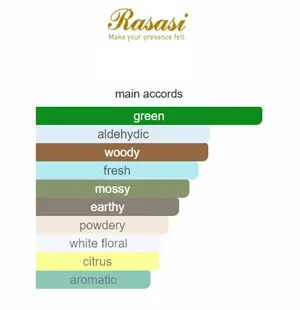 Rasasi
Make your presence felt
main accords
green
aldehydic
woody
fresh
mossy
earthy
powdery
white floral
citrus
aromatic